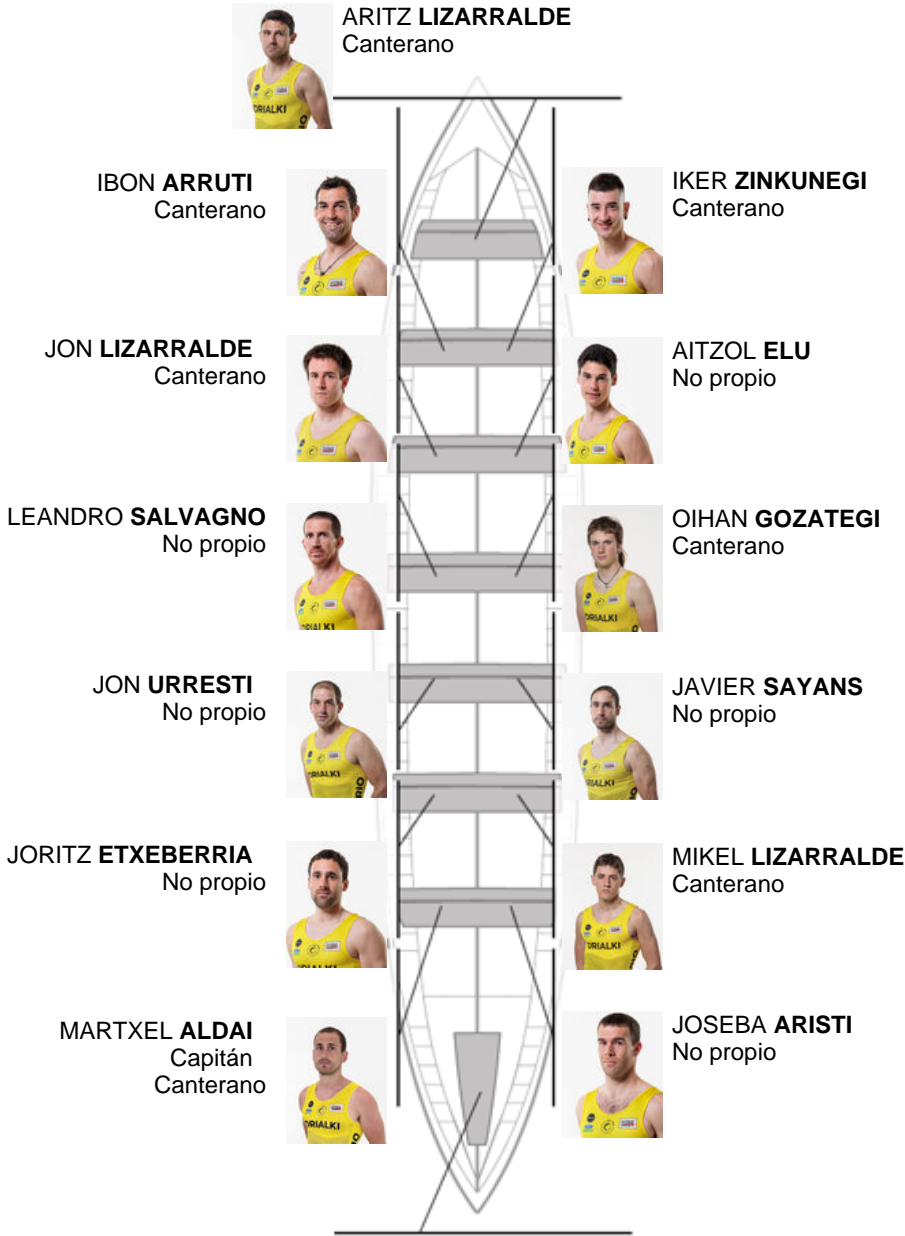 ARITZ LIZARRALDE
Canterano
IBON ARRUTI
Canterano
IKER ZINKUNEGI
Canterano
JON LIZARRALDE
Canterano
AITZOL ELU
No propio
LEANDRO SALVAGNO
No propio
OIHAN GOZATEGI
Canterano
JON URRESTI
No propio
JAVIER SAYANS
No propio
JORITZ ETXEBERRIA
No propio
MIKEL LIZARRALDE
Canterano
MARTXEL ALDAI
Capitán
Canterano
JOSEBA ARISTI
No propio